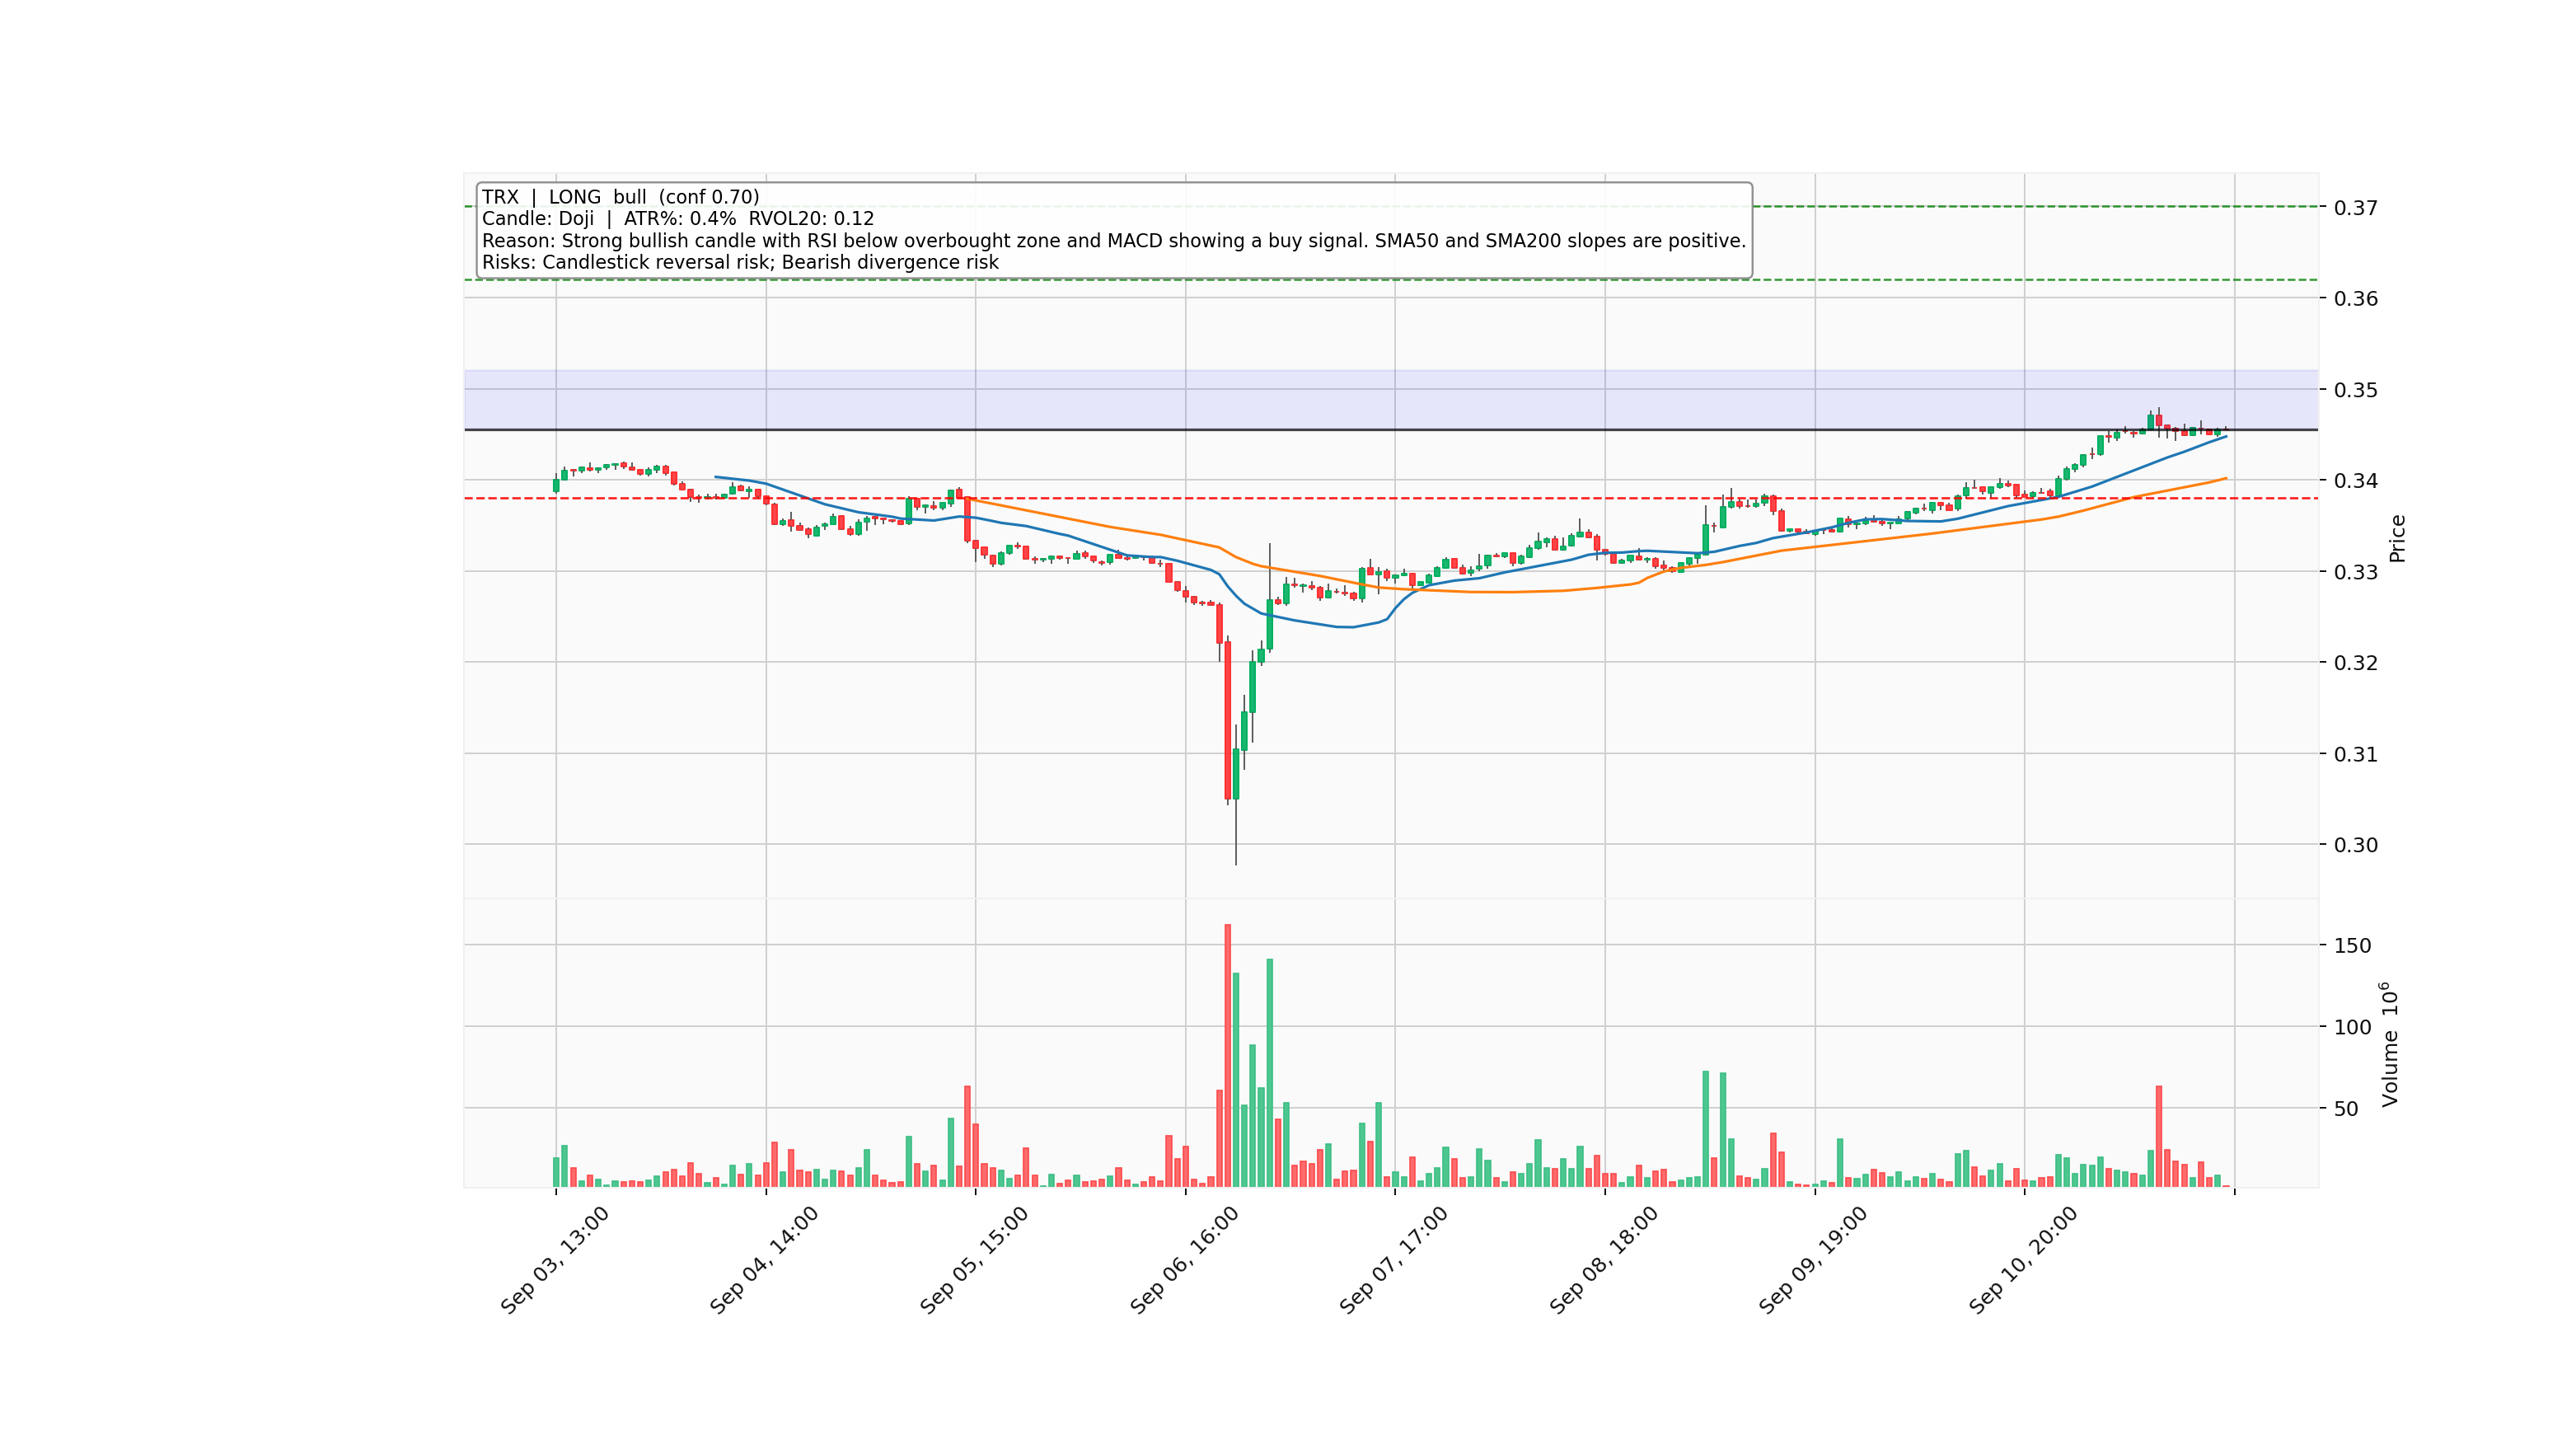 TRX | LONG bull (conf 0.70)
Candle: Doji | ATR%: 0.4% RVOL20: 0.12
Reason: Strong bullish candle with RSI below overbought zone and MACD showing a buy signal. SMA50 and SMA200 slopes are positive.
Risks: Candlestick reversal risk; Bearish divergence risk
0.37
0.36
0.35
0.34
0.33
0.32
0.31
0.30
Price
150
100
50
Volume 10^6
Sep 03, 13:00
Sep 04, 14:00
Sep 05, 15:00
Sep 06, 16:00
Sep 07, 17:00
Sep 08, 18:00
Sep 09, 19:00
Sep 10, 20:00